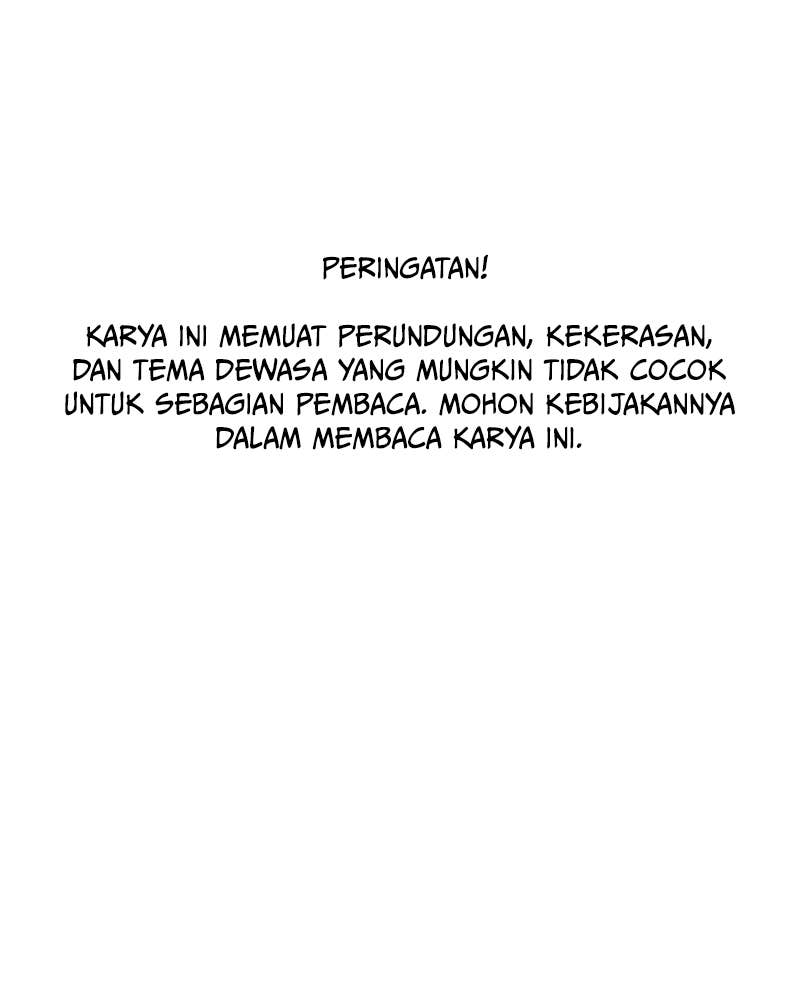 PERINGATAN!
KARYA INI MEMUAT PERUNDUNGAN, KEKERASAN,
DAN TEMA DEWASA YANG MUNGKIN TIDAK COCOK
UNTUK SEBAGIAN PEMBACA. MOHON KEBIJAKANNYA
DALAM MEMBACA KARYA INI.